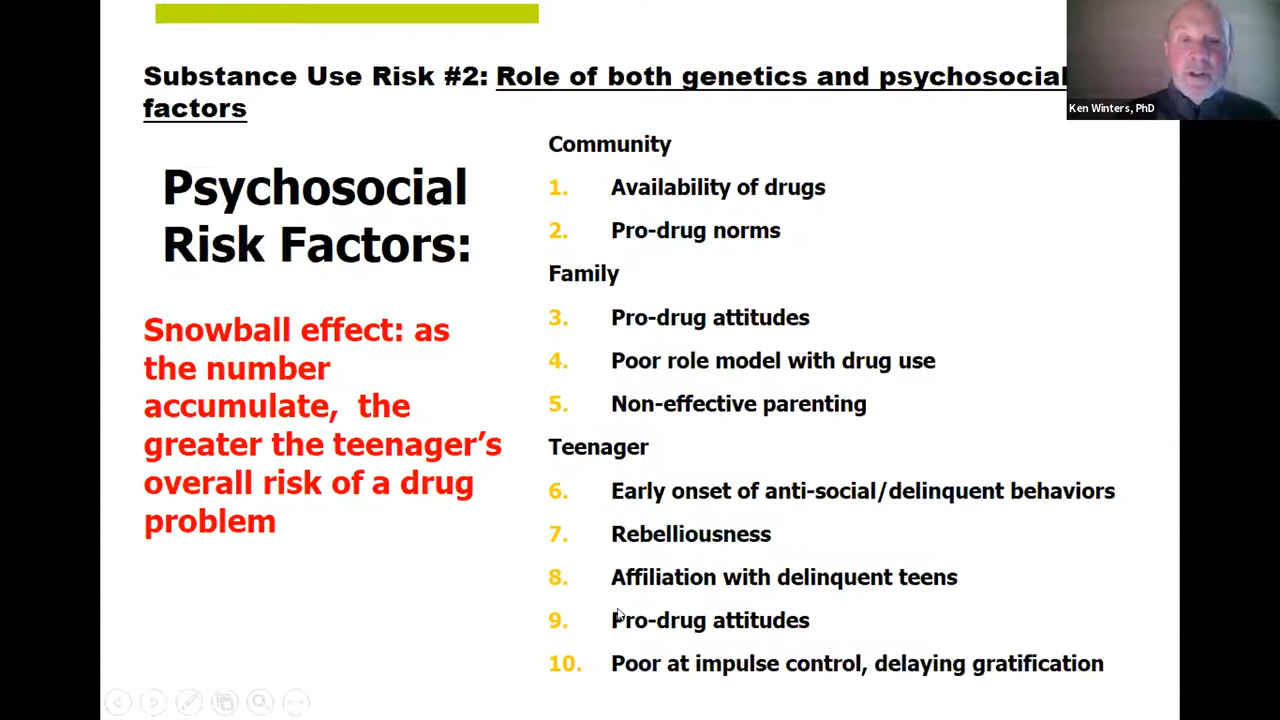 Substance Use Risk #2: Role of both genetics and psychosocial
factors
Ken Winters, PhD
Psychosocial
Risk Factors:
Snowball effect: as
the number
accumulate, the
greater the teenager's
overall risk of a drug
problem
Community
1. Availability of drugs
2. Pro-drug norms
Family
3. Pro-drug attitudes
4. Poor role model with drug use
5. Non-effective parenting
Teenager
6. Early onset of anti-social/delinquent behaviors
7. Rebelliousness
8. Affiliation with delinquent teens
9. Pro-drug attitudes
10. Poor at impulse control, delaying gratification